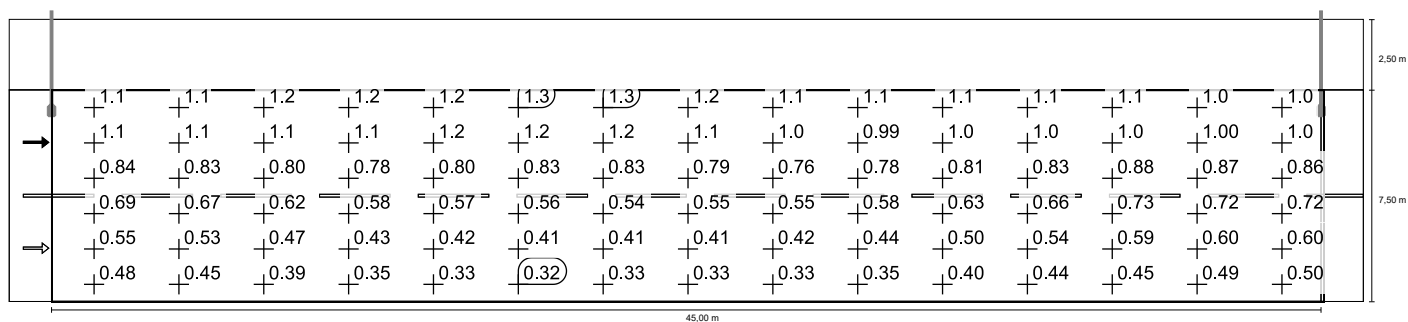 2,50 m
1.1 1.1 1.2 1.2 1.2 1.3 1.3 1.2 1.1 1.1 1.1 1.1 1.1 1.0 1.0
1.1 1.1 1.1 1.1 1.2 1.2 1.2 1.1 1.0 0.99 1.0 1.0 1.0 1.00 1.0
0.84 0.83 0.80 0.78 0.80 0.83 0.83 0.79 0.76 0.78 0.81 0.83 0.88 0.87 0.86
0.69 0.67 0.62 0.58 0.57 0.56 0.54 0.55 0.55 0.58 0.63 0.66 0.73 0.72 0.72
7,50 m
0.55 0.53 0.47 0.43 0.42 0.41 0.41 0.41 0.42 0.44 0.50 0.54 0.59 0.60 0.60
0.48 0.45 0.39 0.35 0.33 0.32 0.33 0.33 0.33 0.35 0.40 0.44 0.45 0.49 0.50
45,00 m